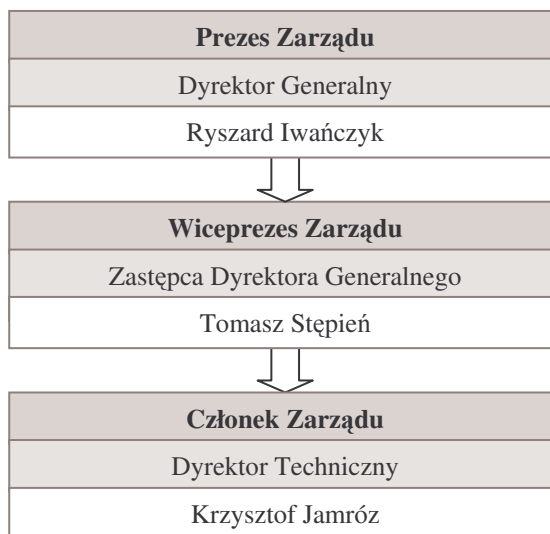 Prezes Zarządu
Dyrektor Generalny
Ryszard Iwańczyk
Wiceprezes Zarządu
Zastępca Dyrektora Generalnego
Tomasz Stępień
Członek Zarządu
Dyrektor Techniczny
Krzysztof Jamróz